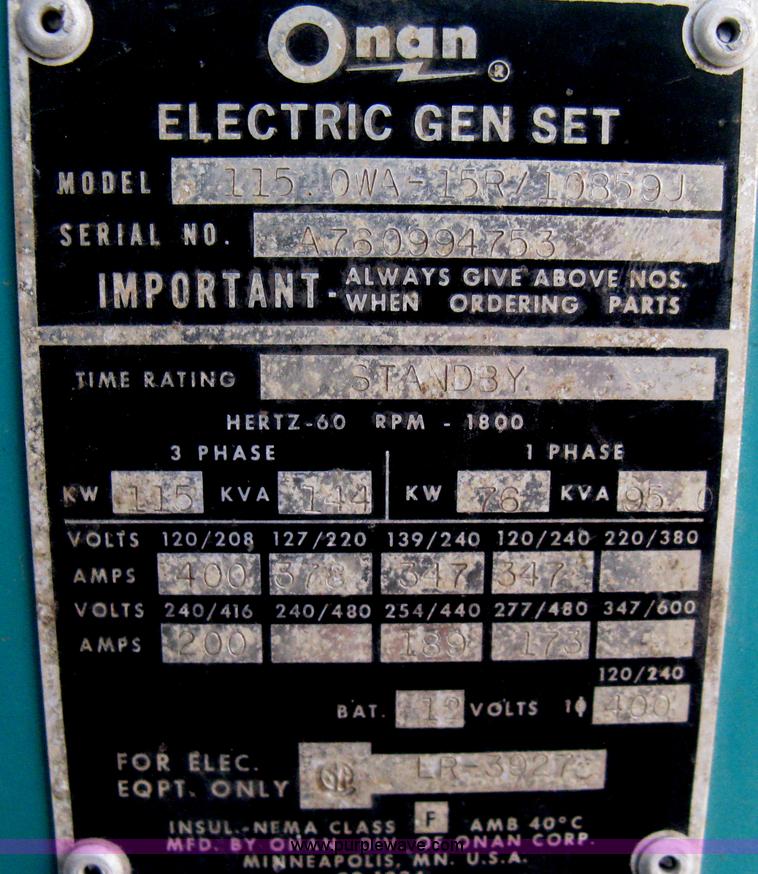 Onan ®
ELECTRIC GEN SET
MODEL 115.0WA-15R/10859J
SERIAL NO. A760994753
IMPORTANT - ALWAYS GIVE ABOVE NOS.
WHEN ORDERING PARTS
TIME RATING STANDBY
HERTZ-60 RPM - 1800
3 PHASE 1 PHASE
KW 115 KVA 144 KW 76 KVA 95 0
VOLTS 120/208 127/220 139/240 120/240 220/380
AMPS 400 378 347 347
VOLTS 240/416 240/480 254/440 277/480 347/600
AMPS 200 189 173 -
120/240
BAT. 12 VOLTS 1ϕ 400
FOR ELEC.
EQPT. ONLY
INSUL.-NEMA CLASS F AMB 40°C
MFD. BY ONAN DIV. OF ONAN CORP.
www.purplewave.com
MINNEAPOLIS, MN. U.S.A.